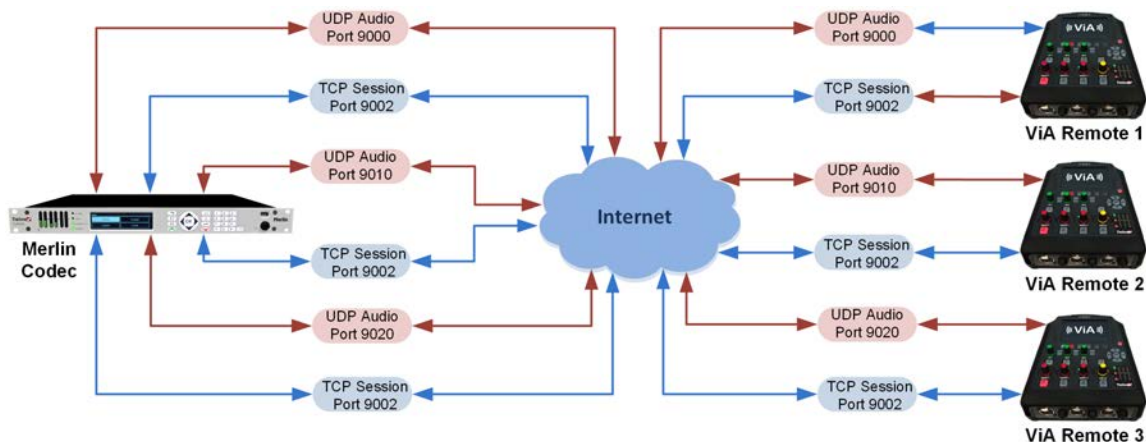 UDP Audio
Port 9000
TCP Session
Port 9002
UDP Audio
Port 9010
Merlin
Codec
TCP Session
Port 9002
UDP Audio
Port 9020
TCP Session
Port 9002
Internet
UDP Audio
Port 9000
TCP Session
Port 9002
UDP Audio
Port 9010
TCP Session
Port 9002
UDP Audio
Port 9020
TCP Session
Port 9002
ViA
ViA Remote 1
ViA
ViA Remote 2
ViA
ViA Remote 3